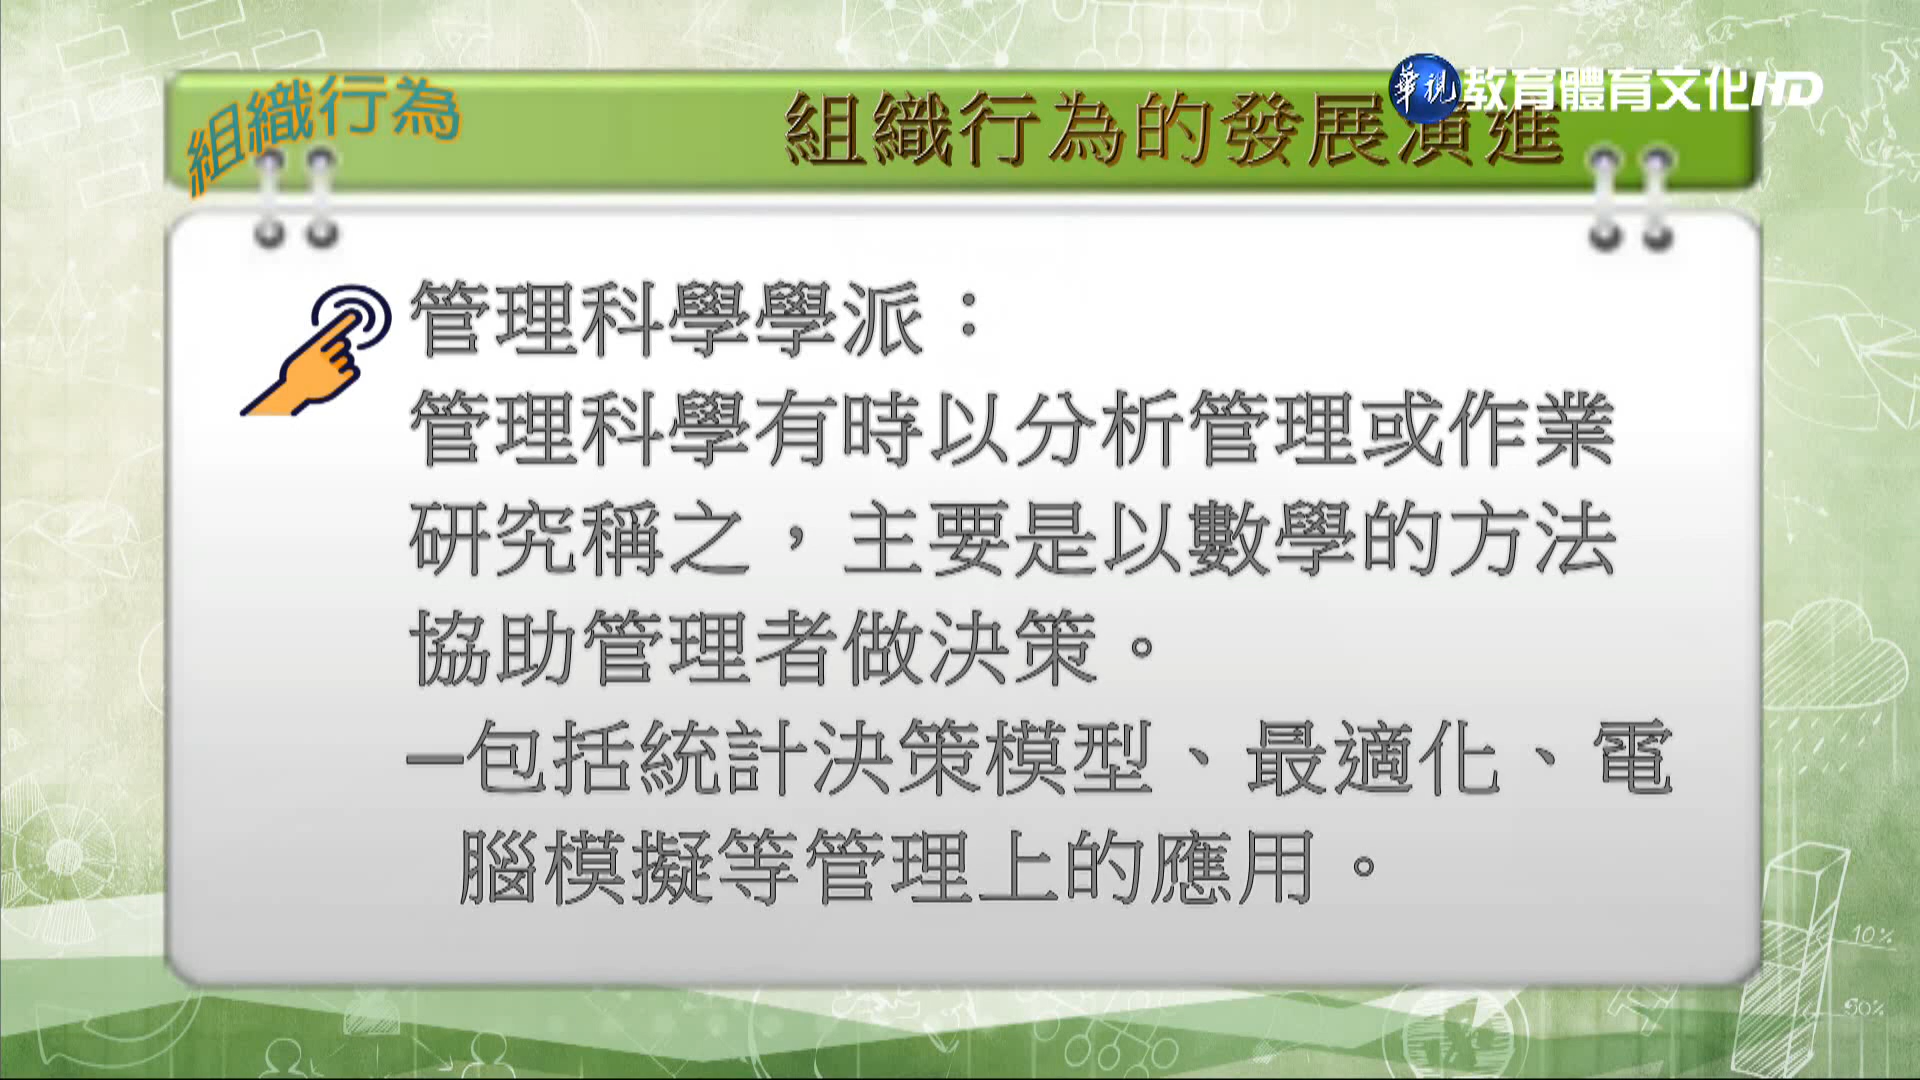 華視 教育體育文化HD
組織行為
組織行為的發展演進
管理科學學派：
管理科學有時以分析管理或作業
研究稱之，主要是以數學的方法
協助管理者做決策。
─包括統計決策模型、最適化、電
腦模擬等管理上的應用。
10%
50%